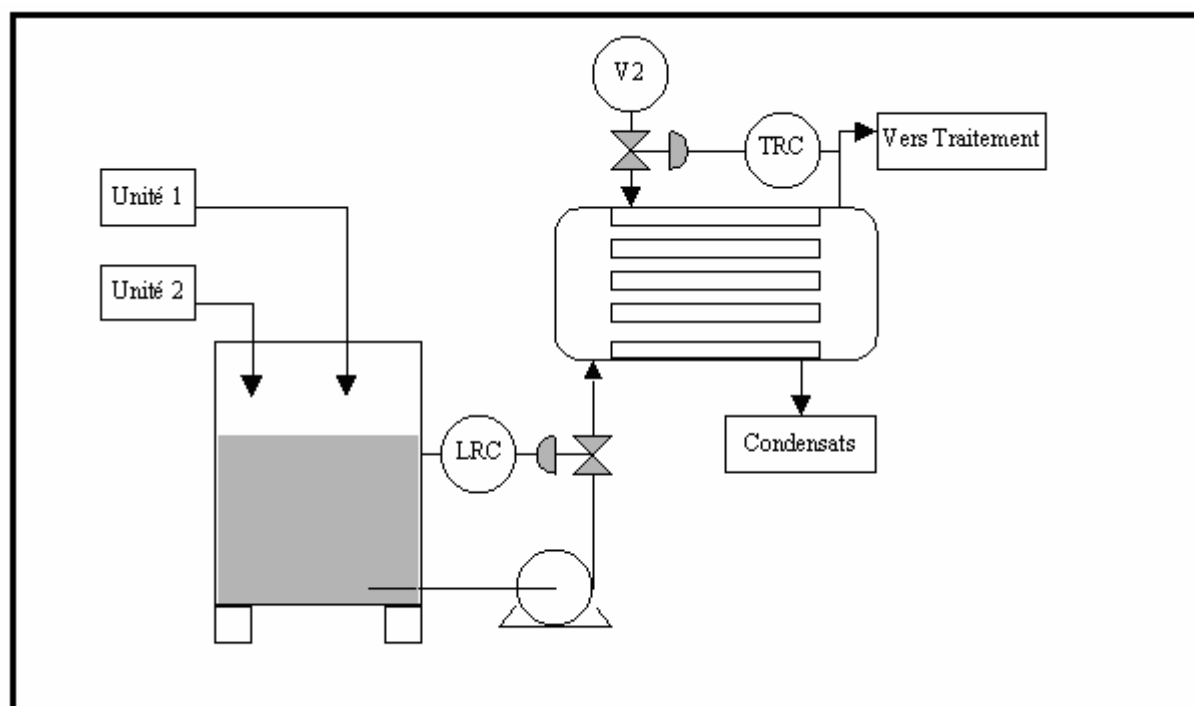 V2
TRC
Vers Traitement
Unité 1
Unité 2
LRC
Condensats